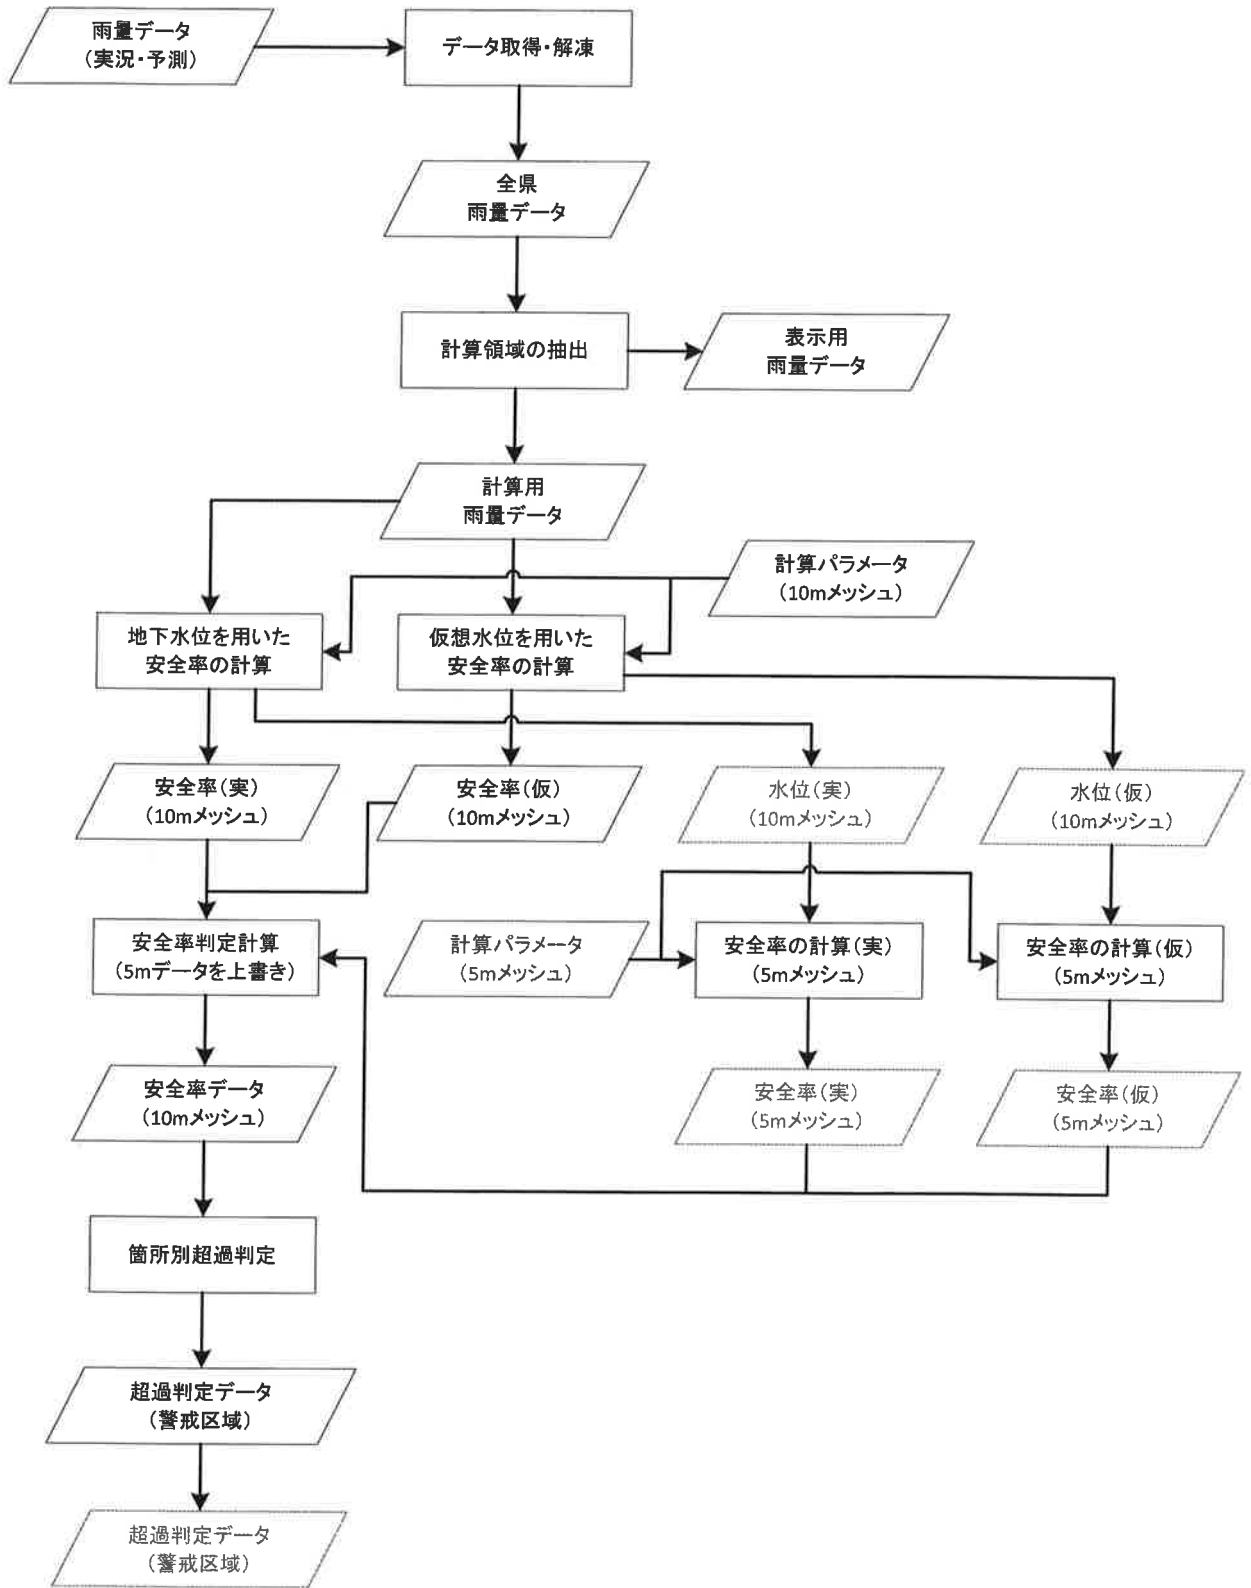 雨量データ
（実況・予測）
データ取得・解凍
全県
雨量データ
計算領域の抽出
表示用
雨量データ
計算用
雨量データ
計算パラメータ
（10mメッシュ）
地下水位を用いた
安全率の計算
仮想水位を用いた
安全率の計算
安全率（実）
（10mメッシュ）
安全率（仮）
（10mメッシュ）
水位（実）
（10mメッシュ）
水位（仮）
（10mメッシュ）
安全率判定計算
（5mデータを上書き）
計算パラメータ
（5mメッシュ）
安全率の計算（実）
（5mメッシュ）
安全率の計算（仮）
（5mメッシュ）
安全率データ
（10mメッシュ）
安全率（実）
（5mメッシュ）
安全率（仮）
（5mメッシュ）
箇所別超過判定
超過判定データ
（警戒区域）
超過判定データ
（警戒区域）